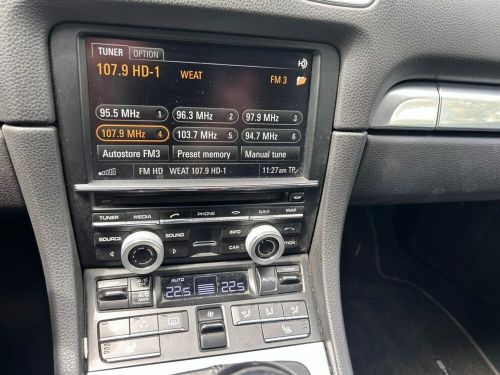 TUNER OPTION
107.9 HD-1 WEAT FM 3
95.5 MHz 1 96.3 MHz 2 97.9 MHz 3
107.9 MHz 4 103.7 MHz 5 94.7 MHz 6
Autostore FM3 Preset memory Manual tune
FM HD WEAT 107.9 HD-1 11:27am TP
TUNER MEDIA PHONE NAVI MAP
SOURCE SOUND INFO OPTION
CAR
AUTO
22.5 22.5